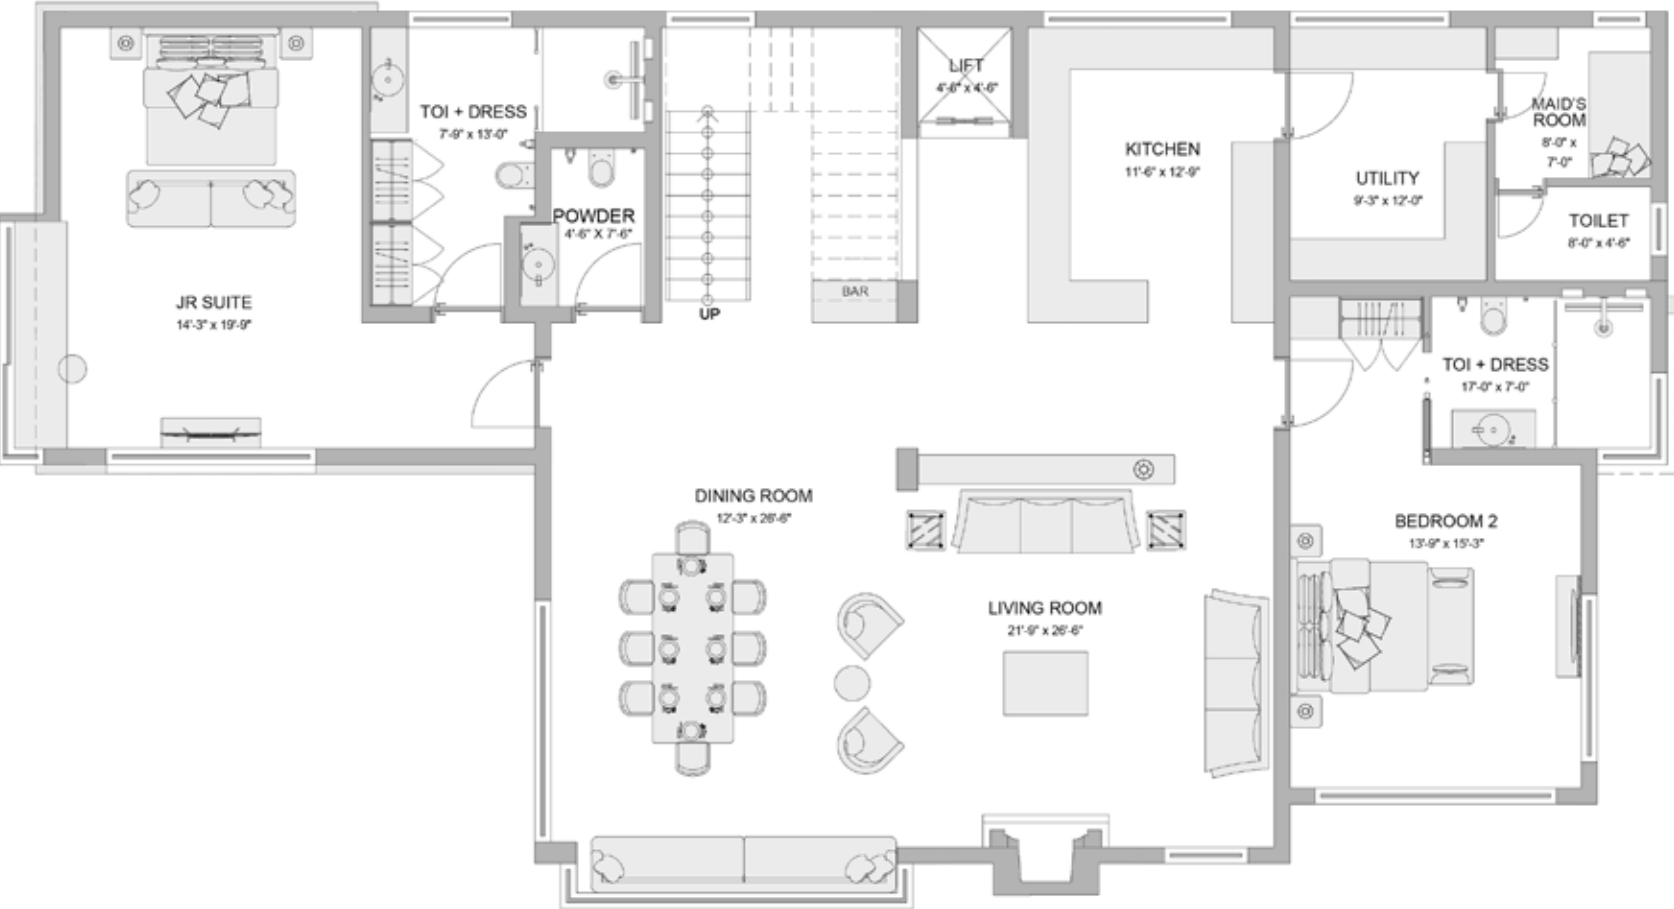 LIFT
4'-6" x 4'-6"
TOI + DRESS
7'-9" x 13'-0"
MAID'S
ROOM
8'-0" x
7'-0"
KITCHEN
11'-6" x 12'-9"
UTILITY
9'-3" x 12'-0"
POWDER
4'-6" X 7'-6"
TOILET
8'-0" x 4'-6"
JR SUITE
14'-3" x 19'-9"
BAR
UP
TOI + DRESS
17'-0" x 7'-0"
DINING ROOM
12'-3" x 26'-6"
BEDROOM 2
13'-9" x 15'-3"
LIVING ROOM
21'-9" x 26'-6"